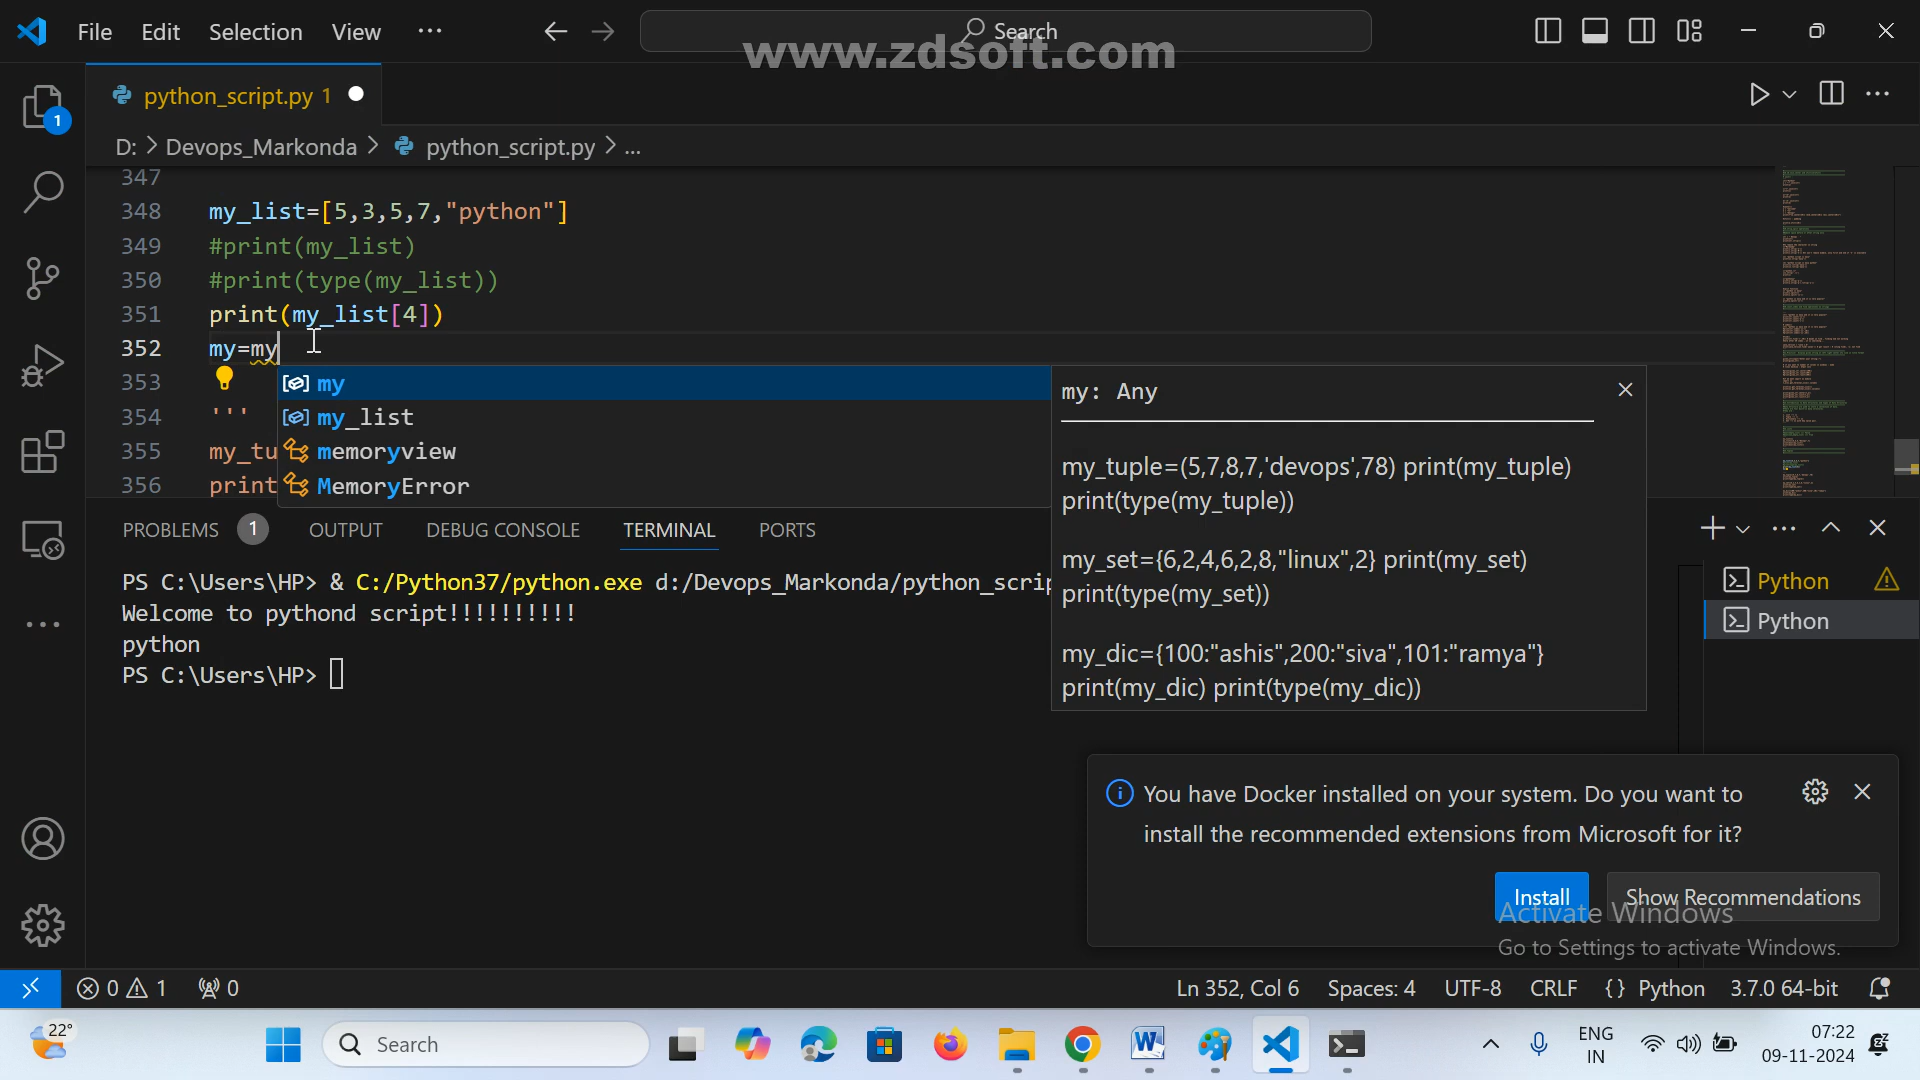 File Edit Selection View ... Search
www.zdsoft.com
1 python_script.py 1
D: > Devops_Markonda > python_script.py > ...
347
348 my_list=[5,3,5,7,"python"]
349 #print(my_list)
350 #print(type(my_list))
351 print(my_list[4])
352 my=my
353
354 '''
355 my_tu
356 print
my
my_list
memoryview
MemoryError
my: Any
my_tuple=(5,7,8,7,'devops',78) print(my_tuple)
print(type(my_tuple))
my_set={6,2,4,6,2,8,"linux",2} print(my_set)
print(type(my_set))
my_dic={100:"ashis",200:"siva",101:"ramya"}
print(my_dic) print(type(my_dic))
PROBLEMS 1 OUTPUT DEBUG CONSOLE TERMINAL PORTS
PS C:\Users\HP> & C:/Python37/python.exe d:/Devops_Markonda/python_scrip
Welcome to pythond script!!!!!!!!!!
python
PS C:\Users\HP>
Python
Python
You have Docker installed on your system. Do you want to
install the recommended extensions from Microsoft for it?
Install Show Recommendations
Activate Windows
Go to Settings to activate Windows.
0 1 0 Ln 352, Col 6 Spaces: 4 UTF-8 CRLF {} Python 3.7.0 64-bit
22° Search ENG IN 07:22
09-11-2024